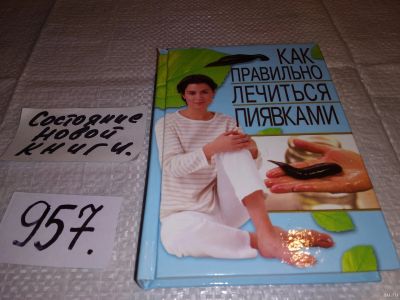 КАК
ПРАВИЛЬНО
ЛЕЧИТЬСЯ
ПИЯВКАМИ
Состояние
новой
книги.
957.